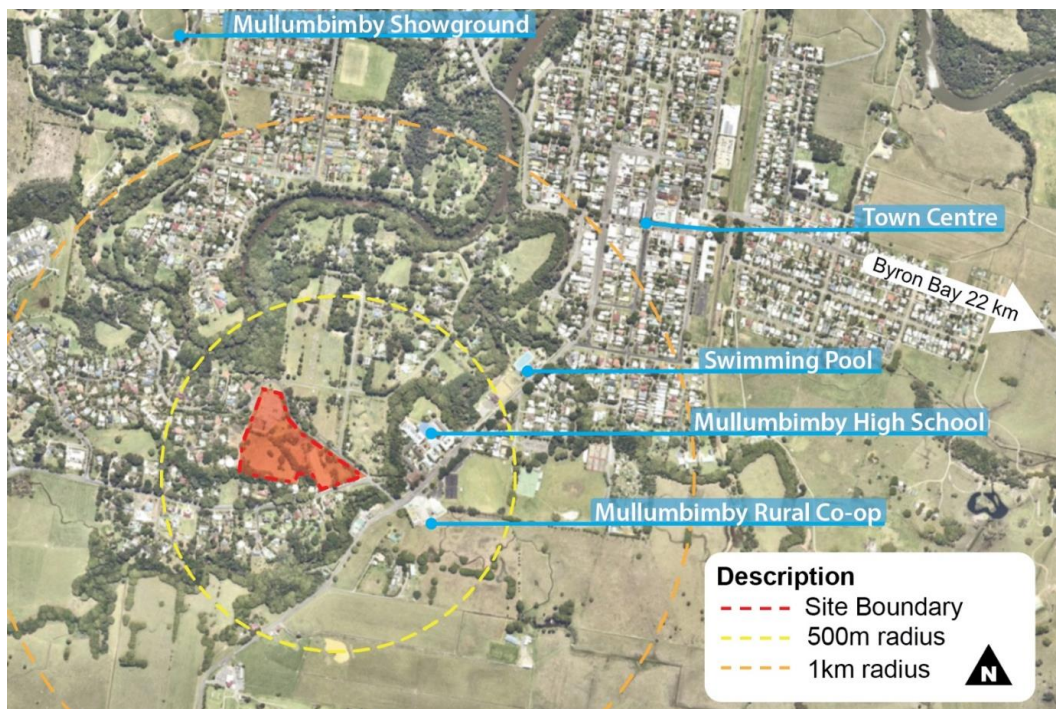 Mullumbimby Showground
Town Centre
Byron Bay 22 km
Swimming Pool
Mullumbimby High School
Mullumbimby Rural Co-op
Description
Site Boundary
500m radius
1km radius
N